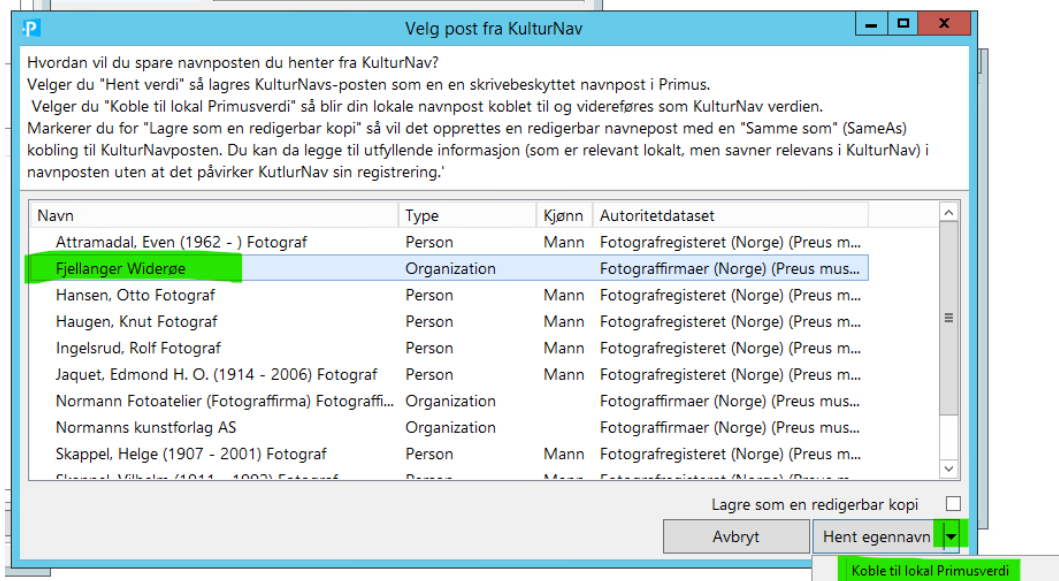 Velg post fra KulturNav
Hvordan vil du spare navnposten du henter fra KulturNav?
Velger du "Hent verdi" så lagres KulturNavs-posten som en en skrivebeskyttet navnpost i Primus.
Velger du "Koble til lokal Primusverdi" så blir din lokale navnpost koblet til og videreføres som KulturNav verdien.
Markerer du for "Lagre som en redigerbar kopi" så vil det opprettes en redigerbar navnepost med en "Samme som" (SameAs)
kobling til KulturNavposten. Du kan da legge til utfyllende informasjon (som er relevant lokalt, men savner relevans i KulturNav) i
navnposten uten at det påvirker KutlurNav sin registrering.'
Navn Type Kjønn Autoritetdataset
Attramadal, Even (1962 - ) Fotograf Person Mann Fotografregisteret (Norge) (Preus m...
Fjellanger Widerøe Organization Fotograffirmaer (Norge) (Preus mus...
Hansen, Otto Fotograf Person Mann Fotografregisteret (Norge) (Preus m...
Haugen, Knut Fotograf Person Mann Fotografregisteret (Norge) (Preus m...
Ingelsrud, Rolf Fotograf Person Mann Fotografregisteret (Norge) (Preus m...
Jaquet, Edmond H. O. (1914 - 2006) Fotograf Person Mann Fotografregisteret (Norge) (Preus m...
Normann Fotoatelier (Fotograffirma) Fotograffi... Organization Fotograffirmaer (Norge) (Preus mus...
Normanns kunstforlag AS Organization Fotograffirmaer (Norge) (Preus mus...
Skappel, Helge (1907 - 2001) Fotograf Person Mann Fotografregisteret (Norge) (Preus m...
Lagre som en redigerbar kopi
Avbryt Hent egennavn
Koble til lokal Primusverdi